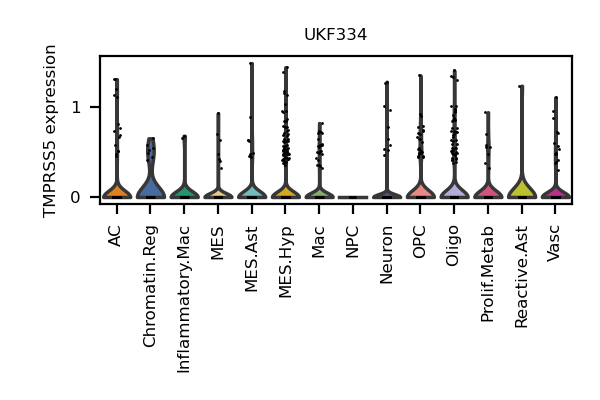 UKF334
TMPRSS5 expression
1
0
AC
Chromatin.Reg
Inflammatory.Mac
MES
MES.Ast
MES.Hyp
Mac
NPC
Neuron
OPC
Oligo
Prolif.Metab
Reactive.Ast
Vasc